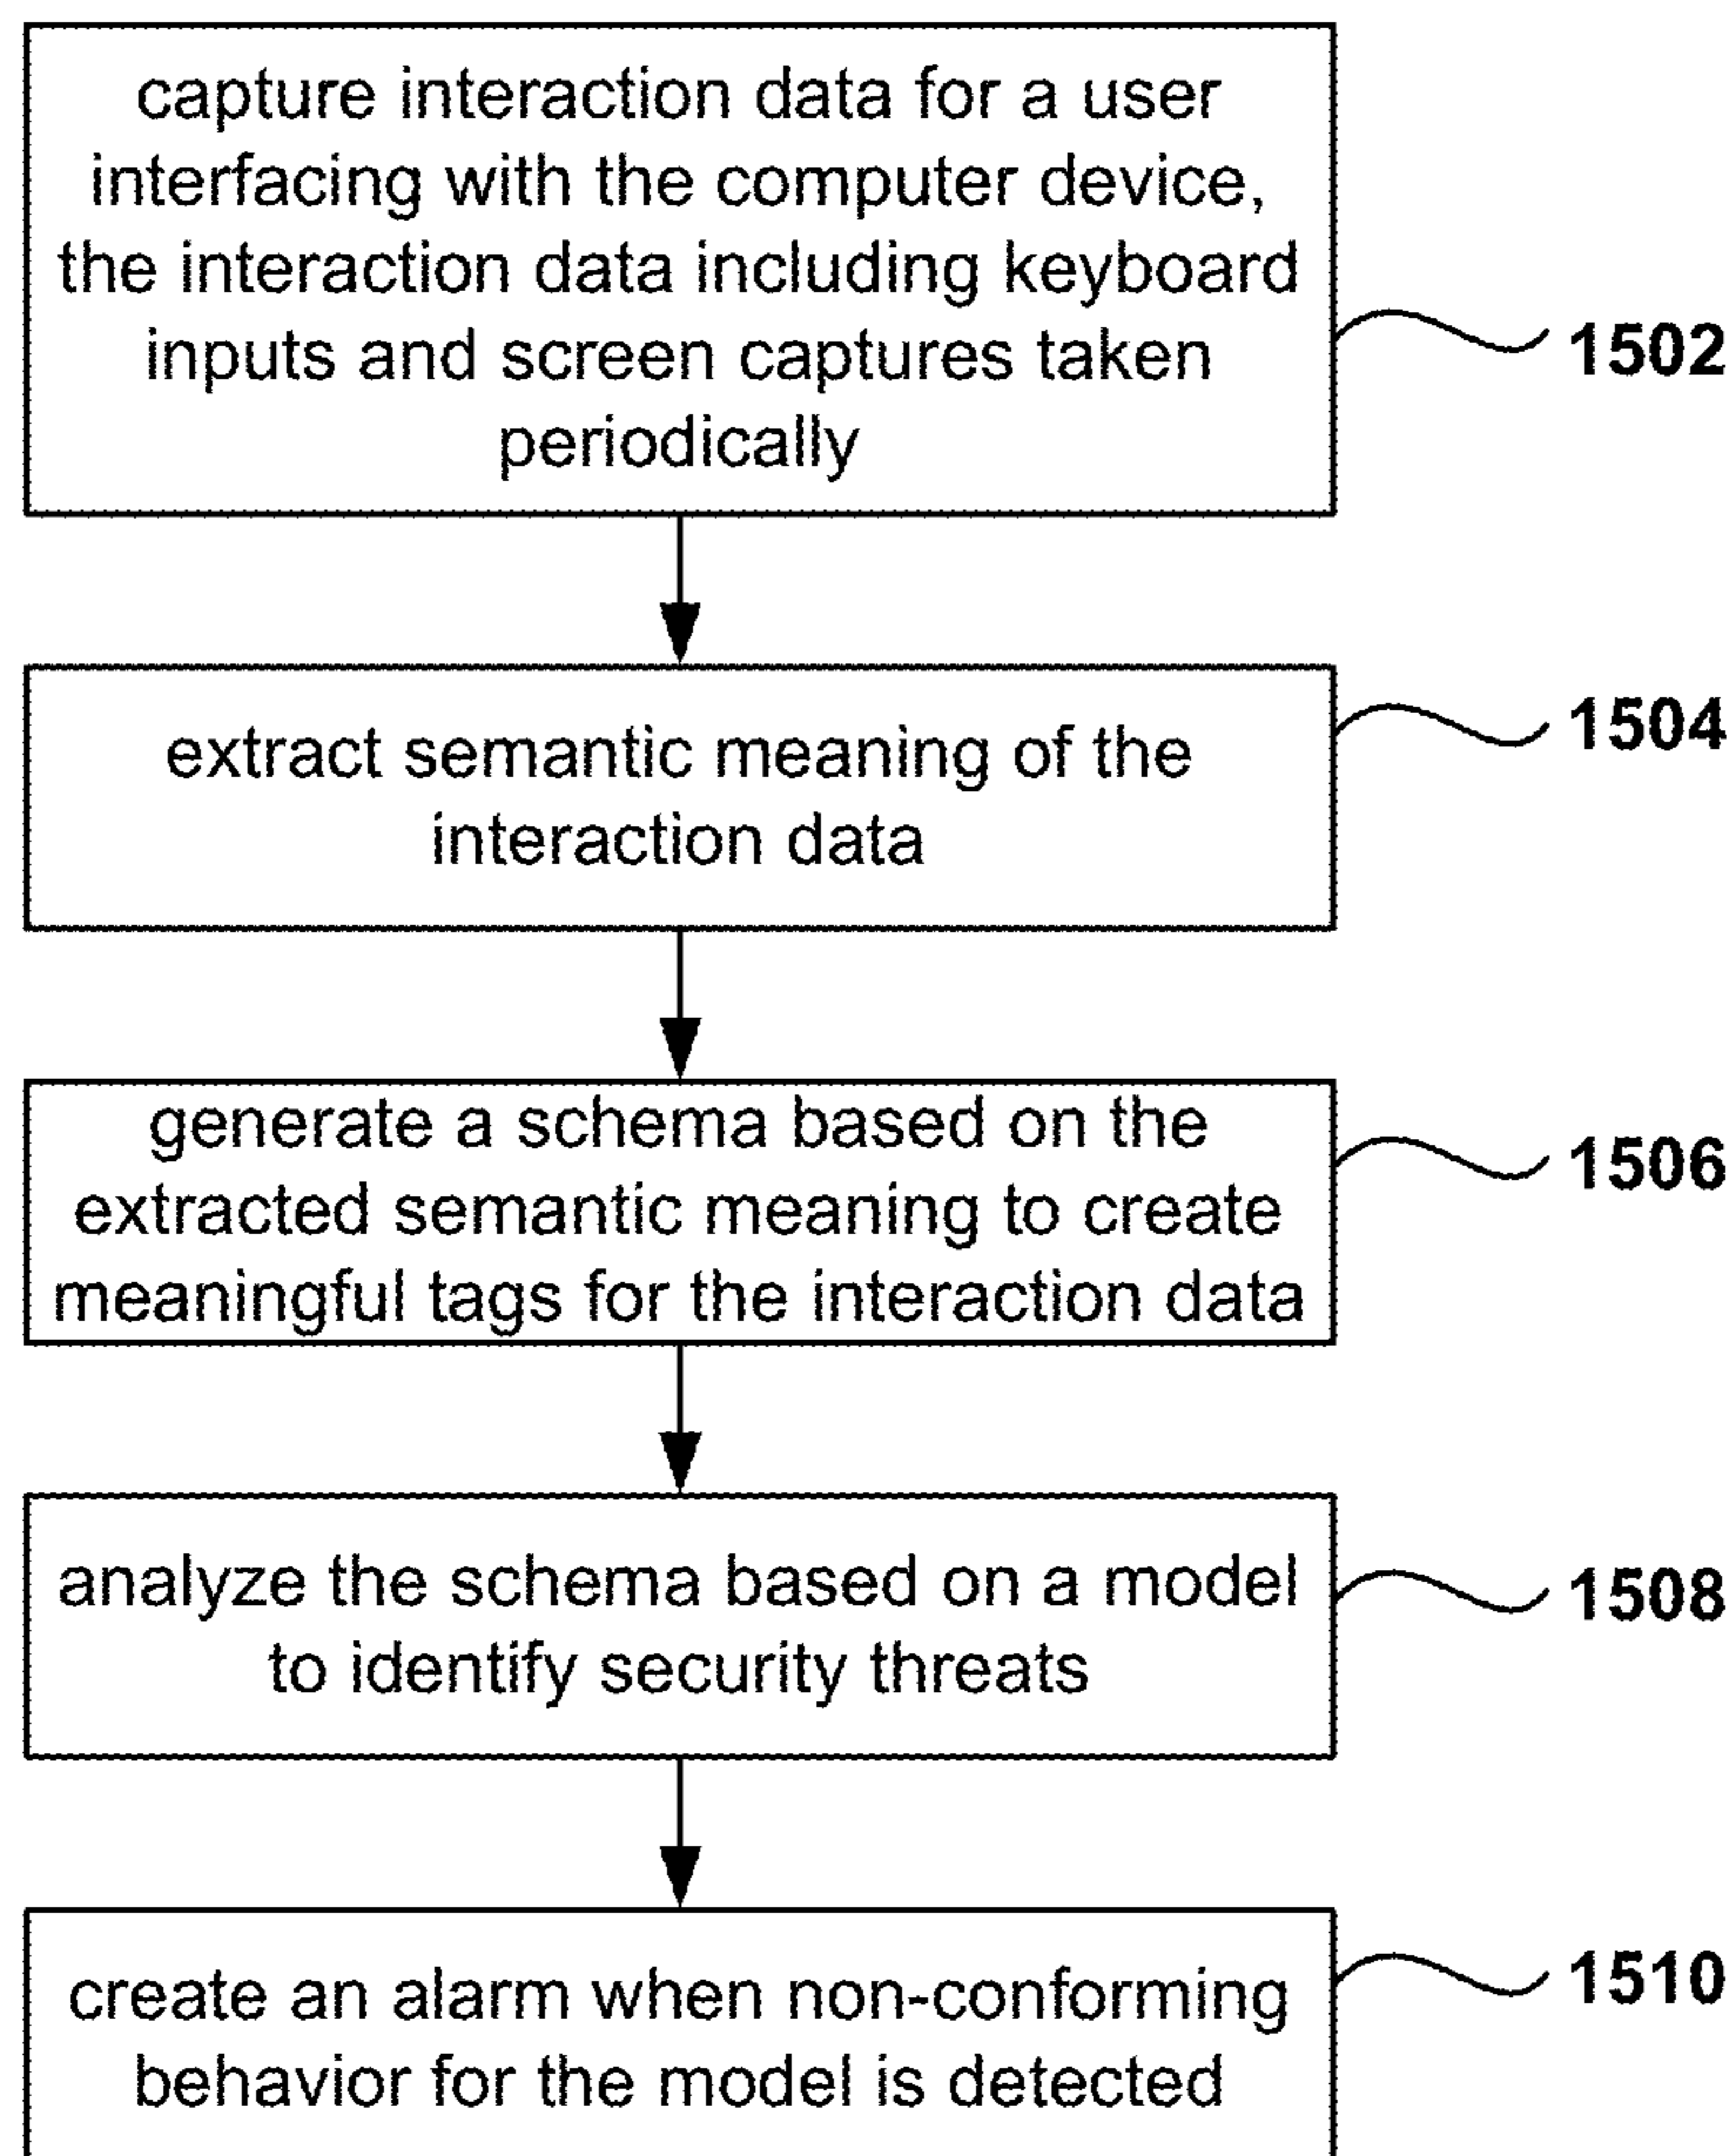 capture interaction data for a user
interfacing with the computer device,
the interaction data including keyboard
inputs and screen captures taken
periodically
1502
extract semantic meaning of the
interaction data
1504
generate a schema based on the
extracted semantic meaning to create
meaningful tags for the interaction data
1506
analyze the schema based on a model
to identify security threats
1508
create an alarm when non-conforming
behavior for the model is detected
1510